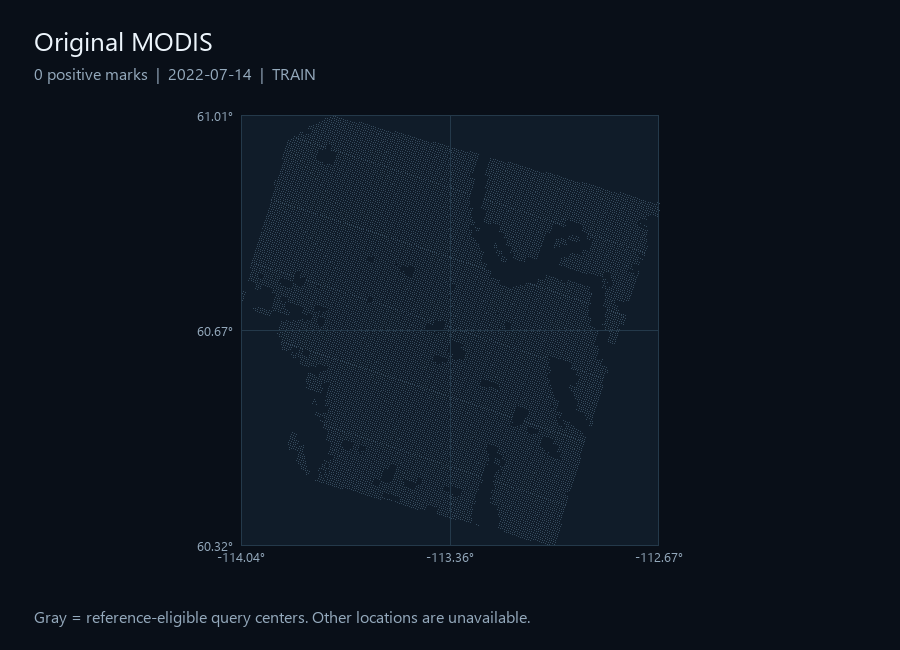 Original MODIS
0 positive marks | 2022-07-14 | TRAIN
61.01°
60.67°
60.32°
-114.04°
-113.36°
-112.67°
Gray = reference-eligible query centers. Other locations are unavailable.